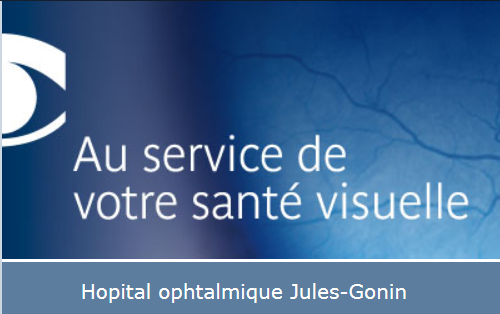 Au service de
votre santé visuelle
Hopital ophtalmique Jules-Gonin